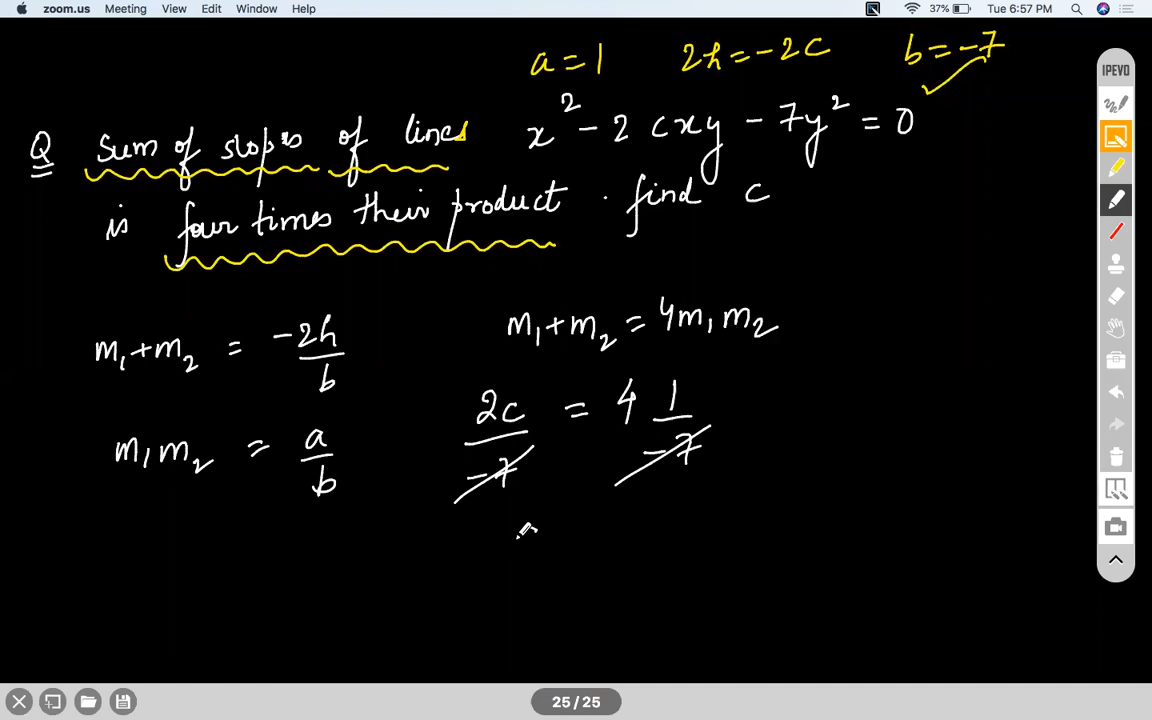 zoom.us Meeting View Edit Window Help 37% Tue 6:57 PM
a = 1 2h = -2c b = -7
Q Sum of slopes of lines x² - 2cxy - 7y² = 0
is four times their product. find c
m₁+m₂ = -2h/b
m₁+m₂ = 4m₁m₂
m₁m₂ = a/b
2c/-7 = 4 1/-7
IPEVO
25 / 25